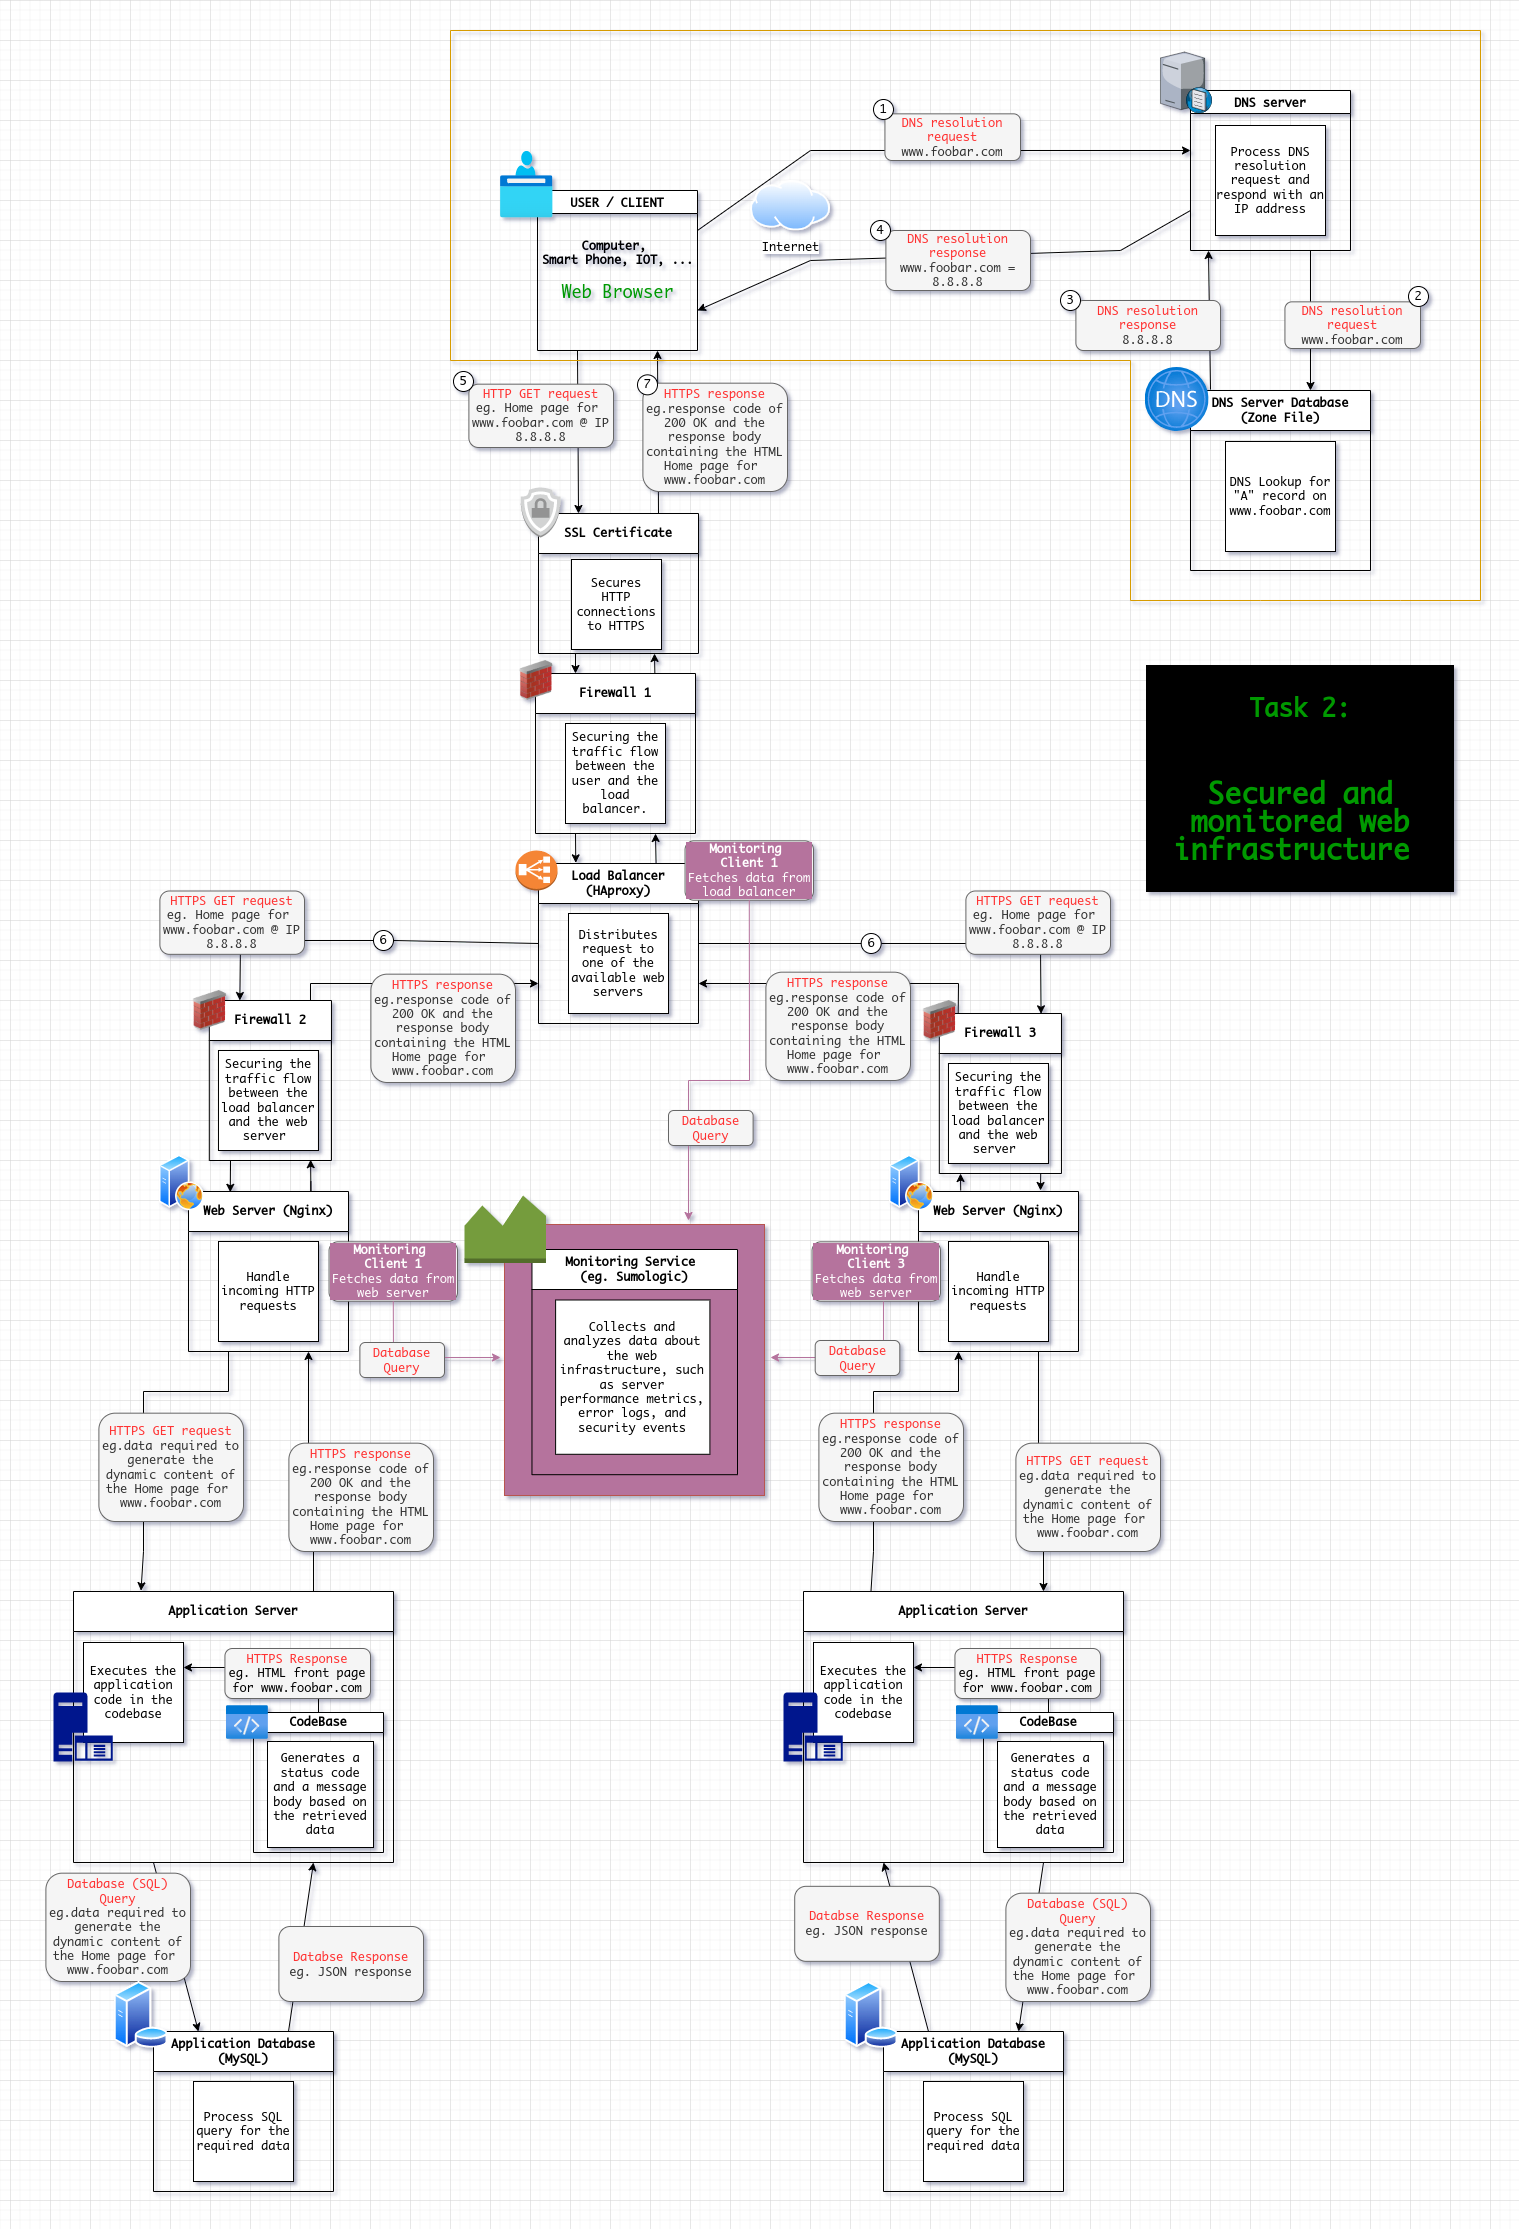 DNS server
Process DNS
resolution
request and
respond with an
IP address
1
DNS resolution
request
www.foobar.com
USER / CLIENT
Computer,
Smart Phone, IOT, ...
Web Browser
Internet
4
DNS resolution
response
www.foobar.com =
8.8.8.8
3
DNS resolution
response
8.8.8.8
2
DNS resolution
request
www.foobar.com
DNS
DNS Server Database
(Zone File)
DNS Lookup for
"A" record on
www.foobar.com
5
HTTP GET request
eg. Home page for
www.foobar.com @ IP
8.8.8.8
7
HTTPS response
eg.response code of
200 OK and the
response body
containing the HTML
Home page for
www.foobar.com
SSL Certificate
Secures
HTTP
connections
to HTTPS
Firewall 1
Securing the
traffic flow
between the
user and the
load
balancer.
Task 2:
Secured and
monitored web
infrastructure
Load Balancer
(HAproxy)
Distributes
request to
one of the
available web
servers
Monitoring
Client 1
Fetches data from
load balancer
HTTPS GET request
eg. Home page for
www.foobar.com @ IP
8.8.8.8
6
6
HTTPS GET request
eg. Home page for
www.foobar.com @ IP
8.8.8.8
HTTPS response
eg.response code of
200 OK and the
response body
containing the HTML
Home page for
www.foobar.com
HTTPS response
eg.response code of
200 OK and the
response body
containing the HTML
Home page for
www.foobar.com
Firewall 2
Securing the
traffic flow
between the
load balancer
and the web
server
Firewall 3
Securing the
traffic flow
between the
load balancer
and the web
server
Database
Query
Web Server (Nginx)
Handle
incoming HTTP
requests
Monitoring
Client 1
Fetches data from
web server
Database
Query
Monitoring Service
(eg. Sumologic)
Collects and
analyzes data about
the web
infrastructure, such
as server
performance metrics,
error logs, and
security events
Monitoring
Client 3
Fetches data from
web server
Database
Query
Web Server (Nginx)
Handle
incoming HTTP
requests
HTTPS GET request
eg.data required to
generate the
dynamic content of
the Home page for
www.foobar.com
HTTPS response
eg.response code of
200 OK and the
response body
containing the HTML
Home page for
www.foobar.com
HTTPS response
eg.response code of
200 OK and the
response body
containing the HTML
Home page for
www.foobar.com
HTTPS GET request
eg.data required to
generate the
dynamic content of
the Home page for
www.foobar.com
Application Server
Executes the
application
code in the
codebase
HTTPS Response
eg. HTML front page
for www.foobar.com
</>
CodeBase
Generates a
status code
and a message
body based on
the retrieved
data
Application Server
Executes the
application
code in the
codebase
HTTPS Response
eg. HTML front page
for www.foobar.com
</>
CodeBase
Generates a
status code
and a message
body based on
the retrieved
data
Database (SQL)
Query
eg.data required to
generate the
dynamic content of
the Home page for
www.foobar.com
Databse Response
eg. JSON response
Databse Response
eg. JSON response
Database (SQL)
Query
eg.data required to
generate the
dynamic content of
the Home page for
www.foobar.com
Application Database
(MySQL)
Process SQL
query for the
required data
Application Database
(MySQL)
Process SQL
query for the
required data